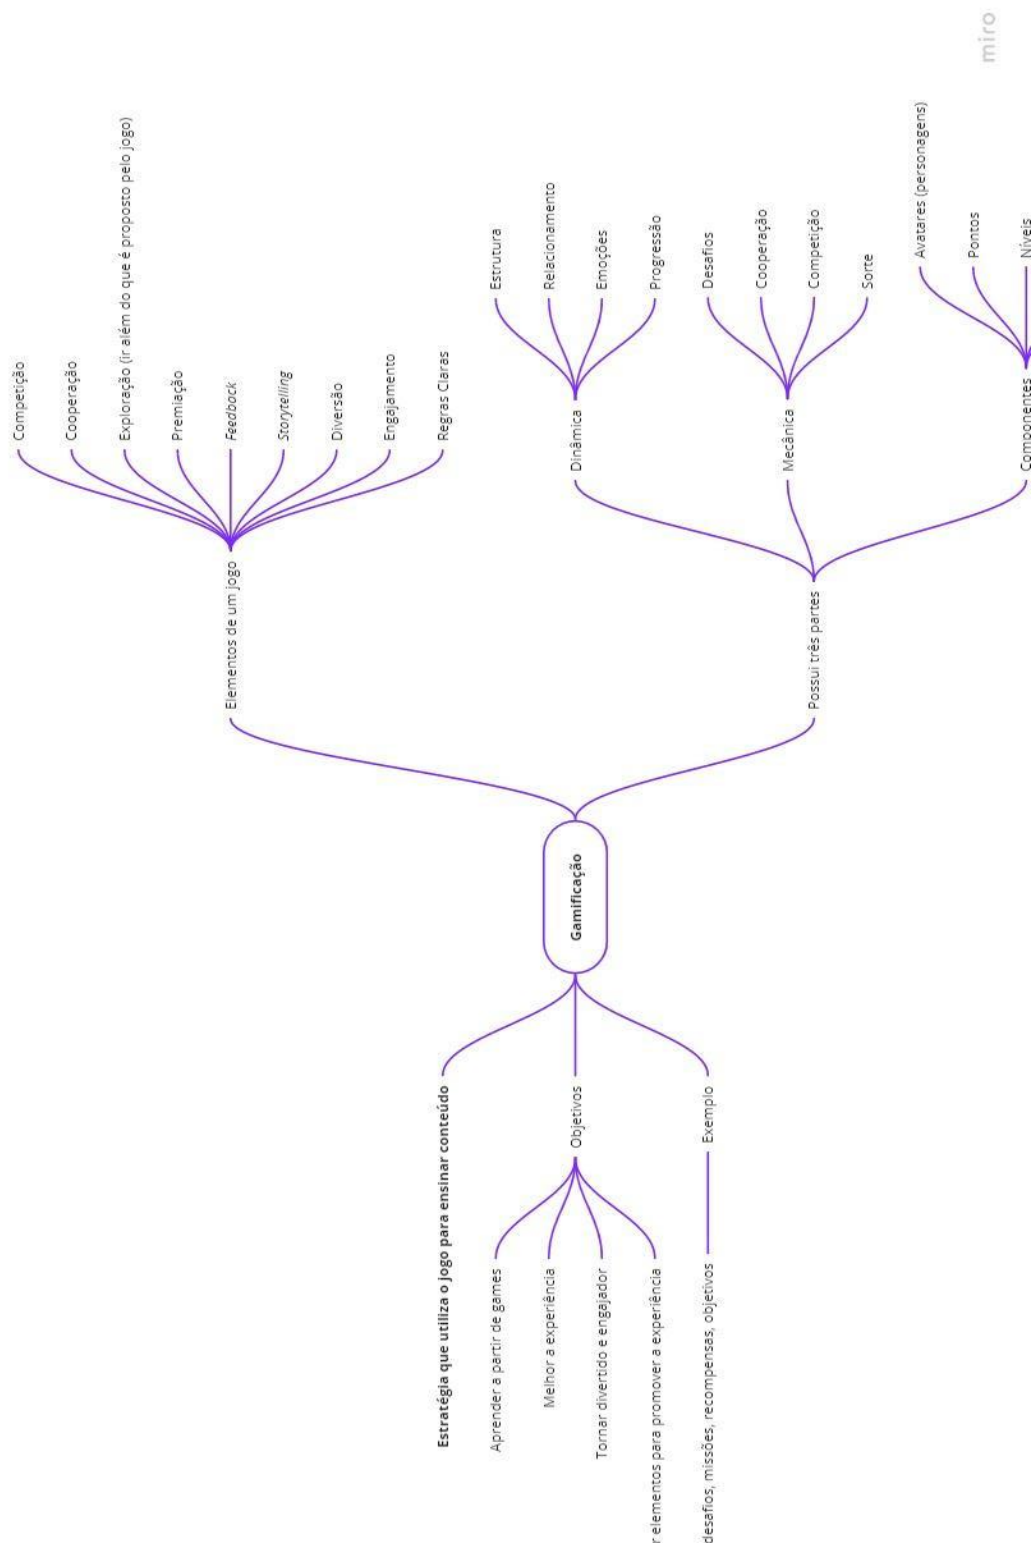 miro
Gamificação
Estratégia que utiliza o jogo para ensinar conteúdo
Objetivos
Aprender a partir de games
Melhor a experiência
Tornar divertido e engajador
r elementos para promover a experiência
Exemplo
desafios, missões, recompensas, objetivos
Elementos de um jogo
Competição
Cooperação
Exploração (ir além do que é proposto pelo jogo)
Premiação
Feedback
Storytelling
Diversão
Engajamento
Regras Claras
Possui três partes
Dinâmica
Estrutura
Relacionamento
Emoções
Progressão
Mecânica
Desafios
Cooperação
Competição
Sorte
Componentes
Avatares (personagens)
Pontos
Níveis